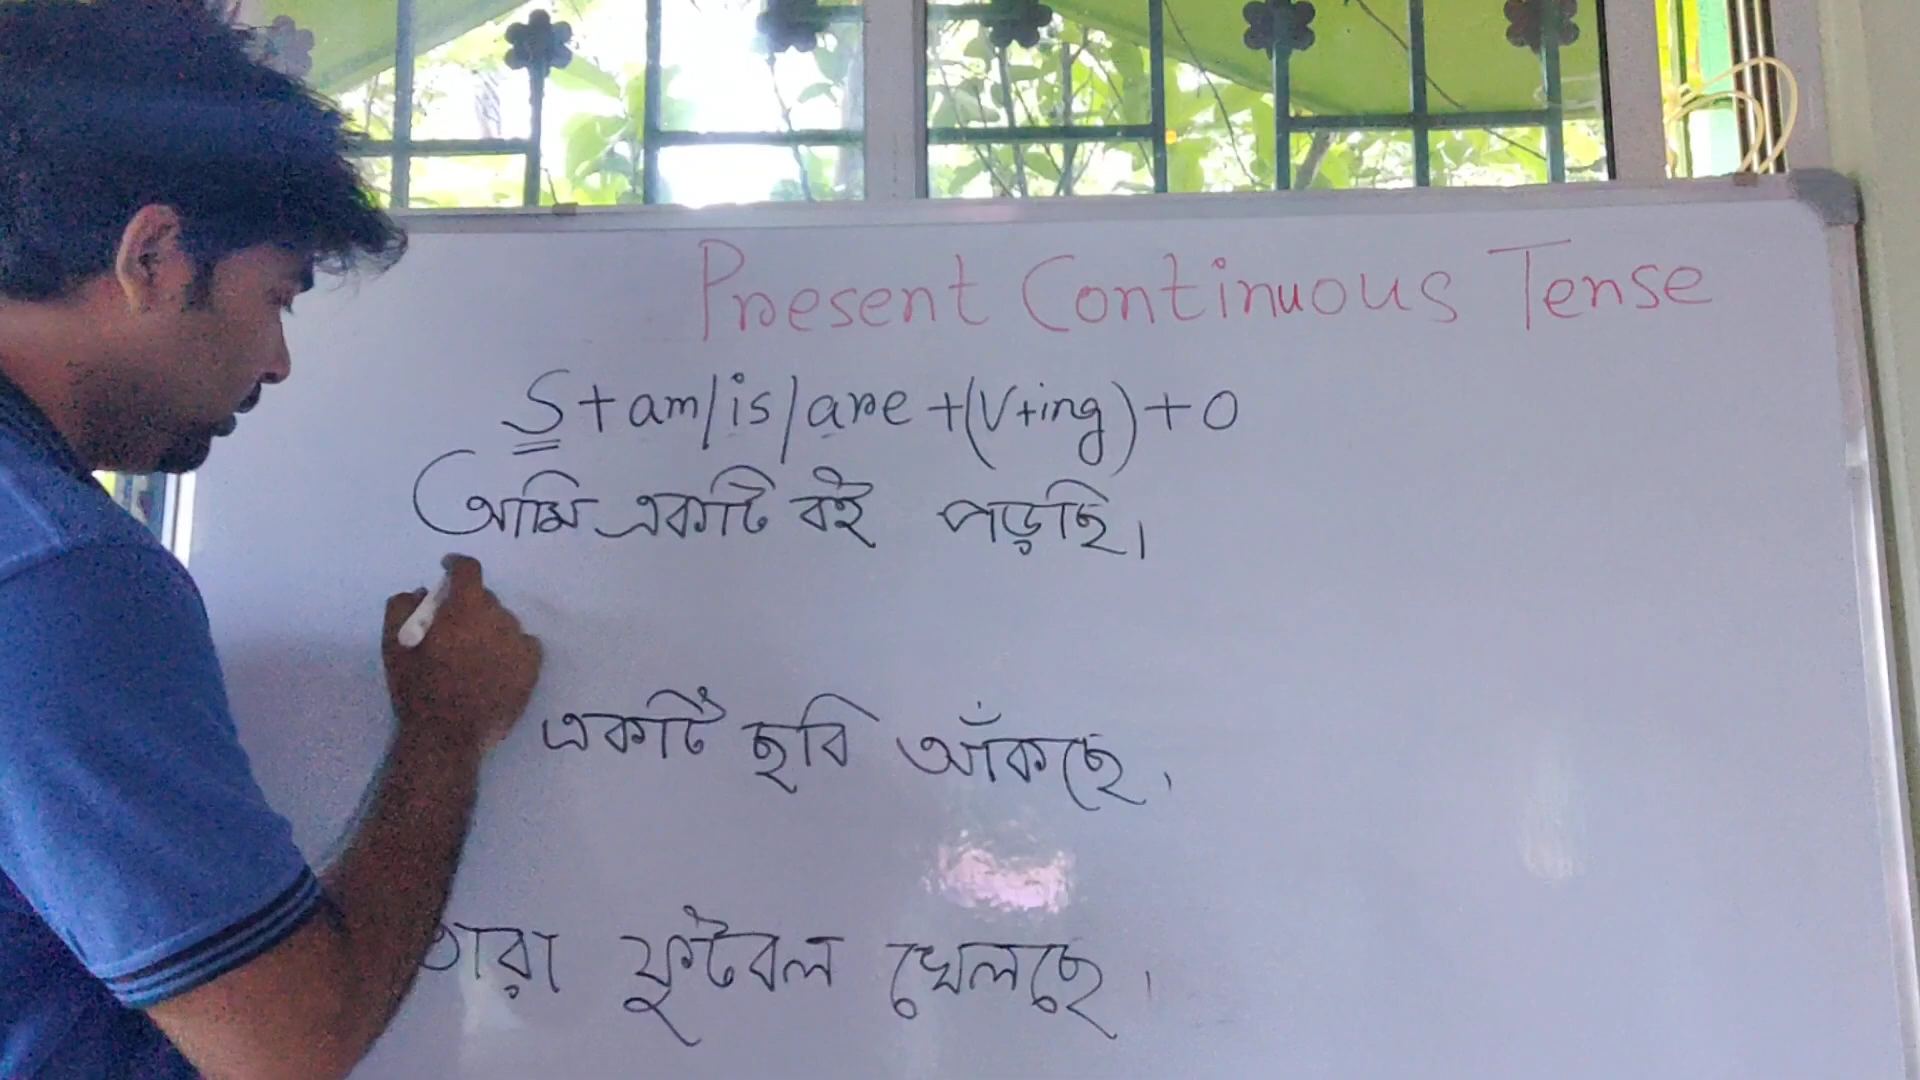 Present Continuous Tense
S + am/is/are + (V+ing) + O
আমি একটি বই পড়ছি।
একটি ছবি আঁকছে।
তারা ফুটবল খেলছে।